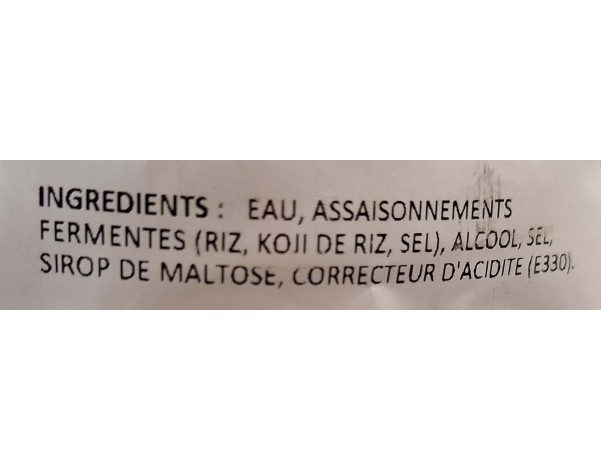 INGREDIENTS : EAU, ASSAISONNEMENTS
FERMENTES (RIZ, KOJI DE RIZ, SEL), ALCOOL, SEL,
SIROP DE MALTOSE, CORRECTEUR D'ACIDITE (E330).